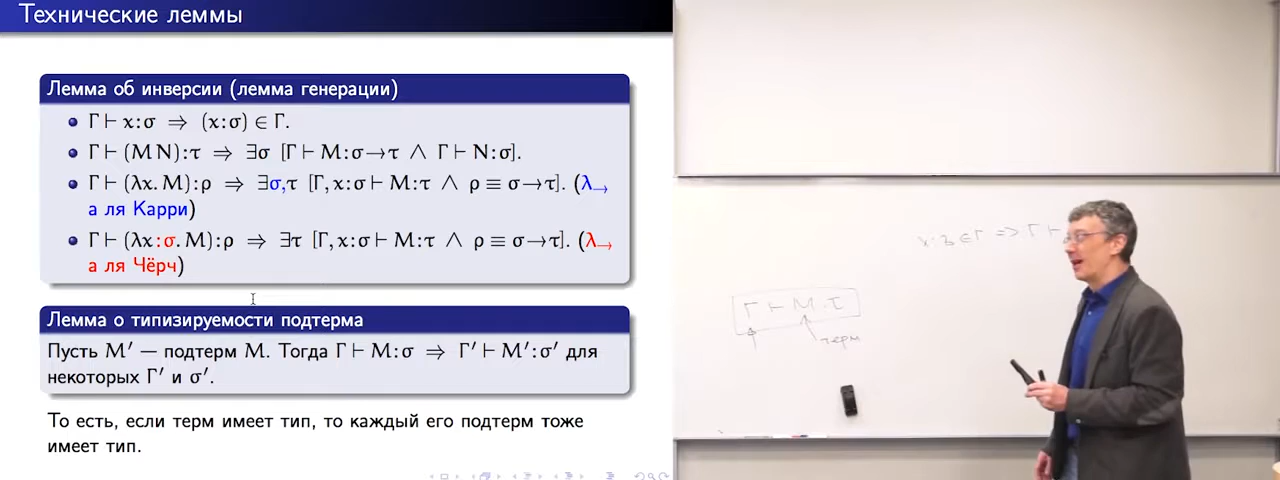 Технические леммы
Лемма об инверсии (лемма генерации)
Γ ⊢ x:σ ⇒ (x:σ) ∈ Γ.
Γ ⊢ (M N):τ ⇒ ∃σ [Γ ⊢ M:σ→τ ∧ Γ ⊢ N:σ].
Γ ⊢ (λx. M):ρ ⇒ ∃σ,τ [Γ, x:σ ⊢ M:τ ∧ ρ ≡ σ→τ]. (λ→
а ля Карри)
Γ ⊢ (λx:σ. M):ρ ⇒ ∃τ [Γ, x:σ ⊢ M:τ ∧ ρ ≡ σ→τ]. (λ→
а ля Чёрч)
Лемма о типизируемости подтерма
Пусть M′ — подтерм M. Тогда Γ ⊢ M:σ ⇒ Γ′ ⊢ M′:σ′ для
некоторых Γ′ и σ′.
То есть, если терм имеет тип, то каждый его подтерм тоже
имеет тип.
Γ ⊢ M:τ
терм